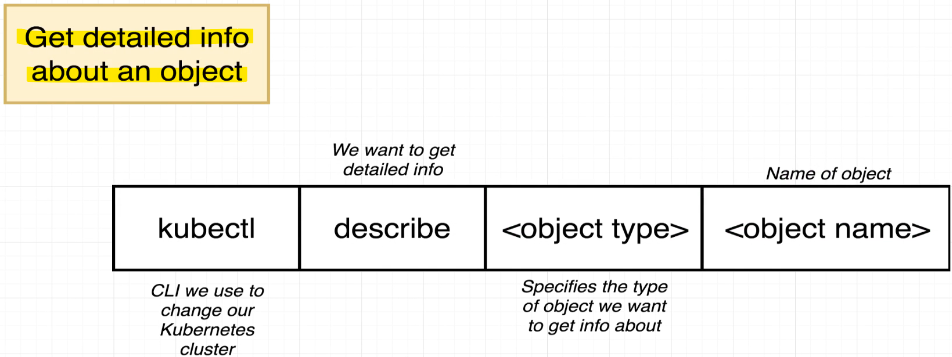 Get detailed info
about an object
We want to get
detailed info
Name of object
kubectl
describe
<object type>
<object name>
CLI we use to
change our
Kubernetes
cluster
Specifies the type
of object we want
to get info about